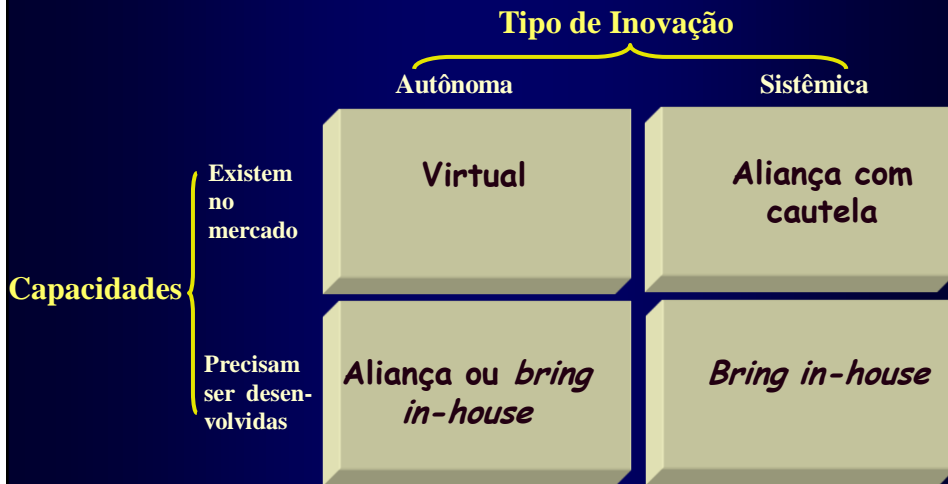 Tipo de Inovação
Autônoma
Sistêmica
Existem
no
mercado
Virtual
Aliança com
cautela
Capacidades
Precisam
ser desen-
volvidas
Aliança ou bring
in-house
Bring in-house